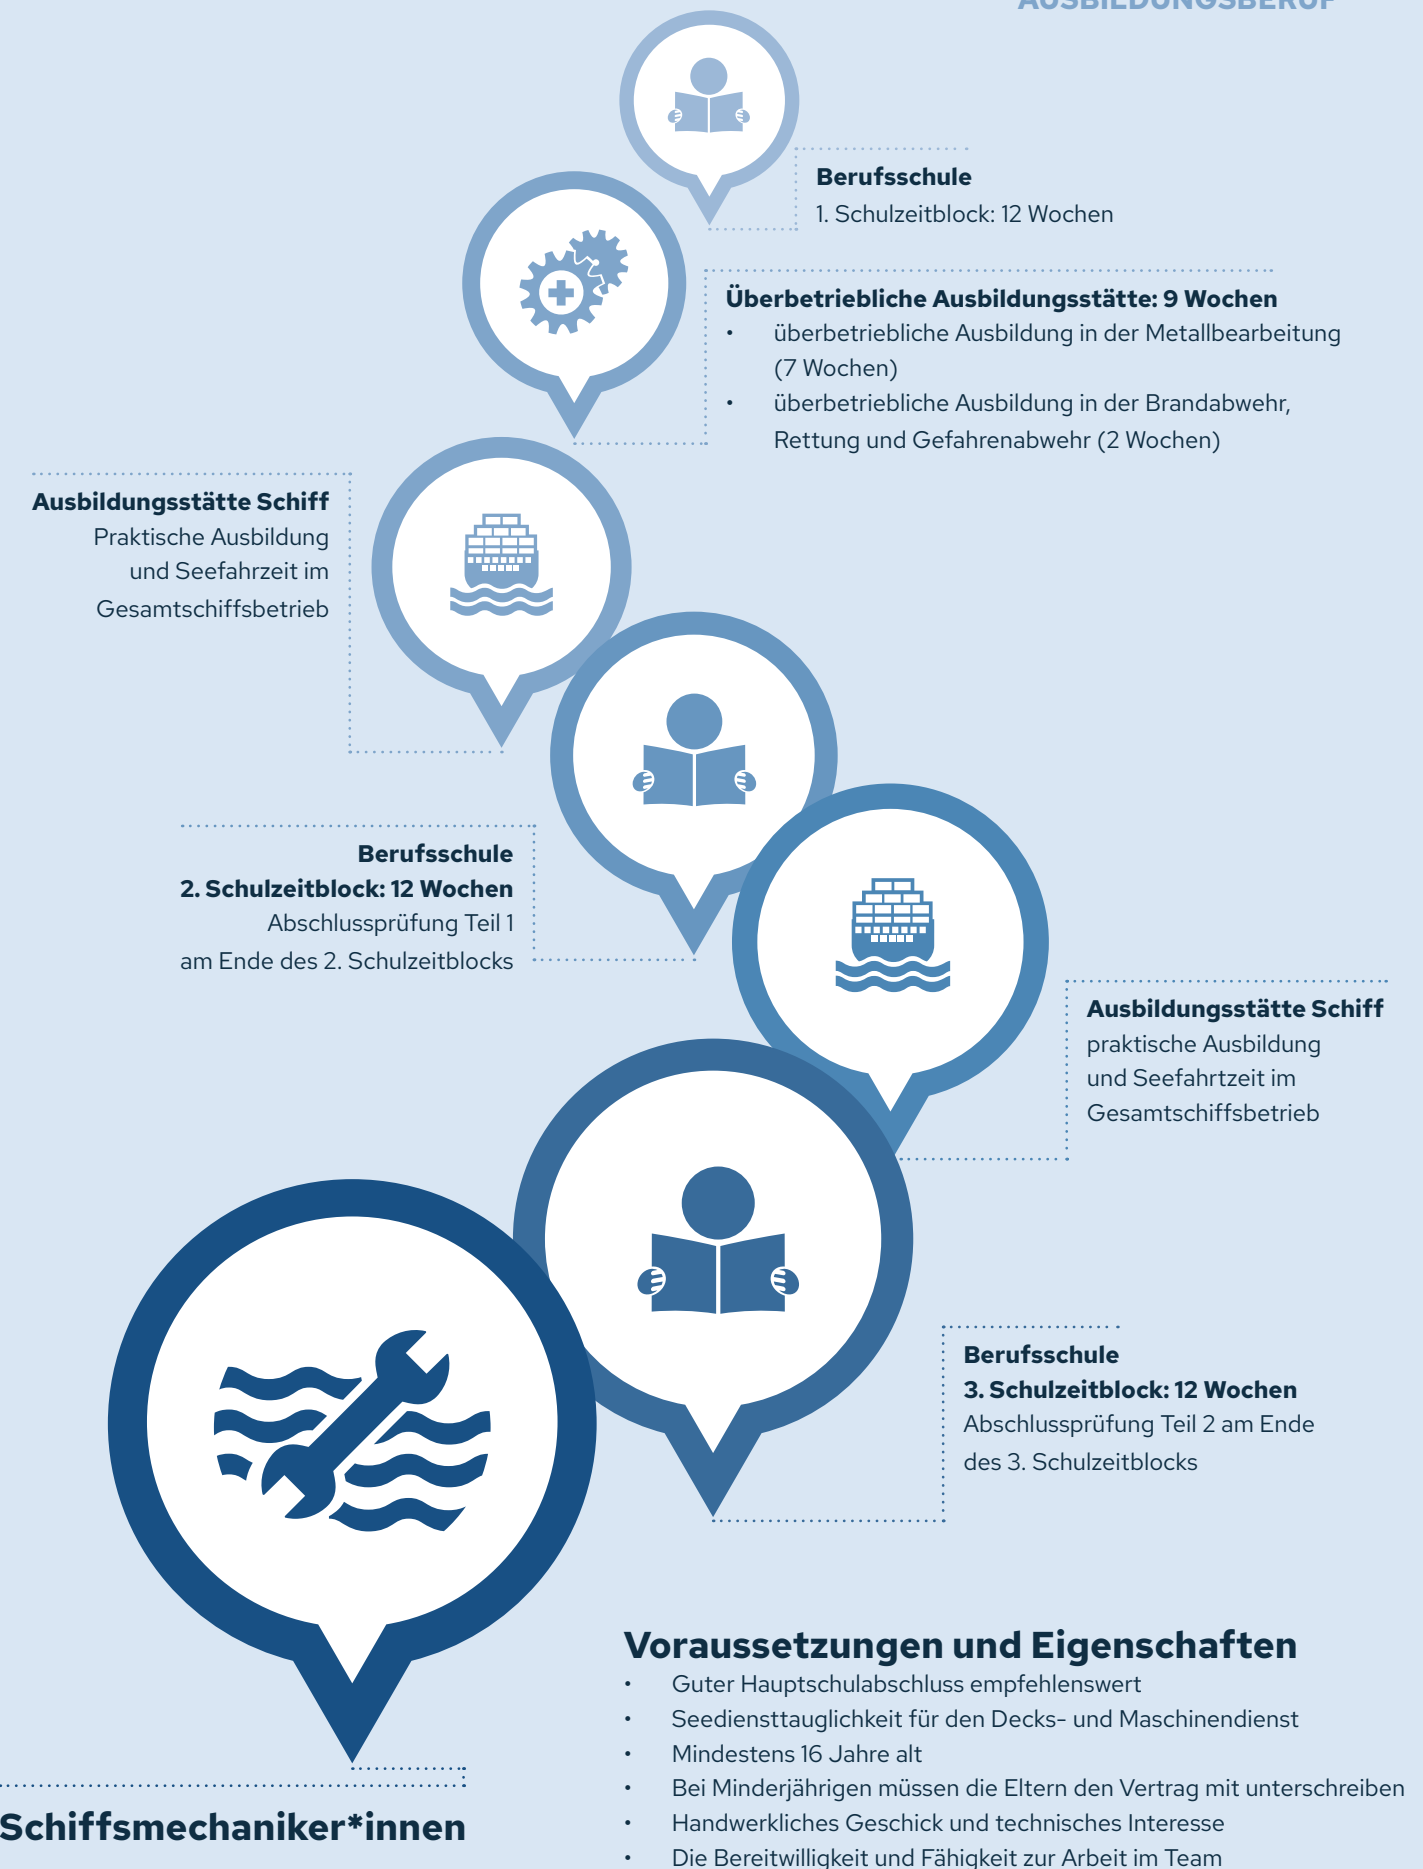 AUSBILDUNGSBERUF
Berufsschule
1. Schulzeitblock: 12 Wochen
Überbetriebliche Ausbildungsstätte: 9 Wochen
• überbetriebliche Ausbildung in der Metallbearbeitung
(7 Wochen)
• überbetriebliche Ausbildung in der Brandabwehr,
Rettung und Gefahrenabwehr (2 Wochen)
Ausbildungsstätte Schiff
Praktische Ausbildung
und Seefahrzeit im
Gesamtschiffsbetrieb
Berufsschule
2. Schulzeitblock: 12 Wochen
Abschlussprüfung Teil 1
am Ende des 2. Schulzeitblocks
Ausbildungsstätte Schiff
praktische Ausbildung
und Seefahrtzeit im
Gesamtschiffsbetrieb
Berufsschule
3. Schulzeitblock: 12 Wochen
Abschlussprüfung Teil 2 am Ende
des 3. Schulzeitblocks
Schiffsmechaniker*innen
Voraussetzungen und Eigenschaften
• Guter Hauptschulabschluss empfehlenswert
• Seediensttauglichkeit für den Decks- und Maschinendienst
• Mindestens 16 Jahre alt
• Bei Minderjährigen müssen die Eltern den Vertrag mit unterschreiben
• Handwerkliches Geschick und technisches Interesse
• Die Bereitwilligkeit und Fähigkeit zur Arbeit im Team